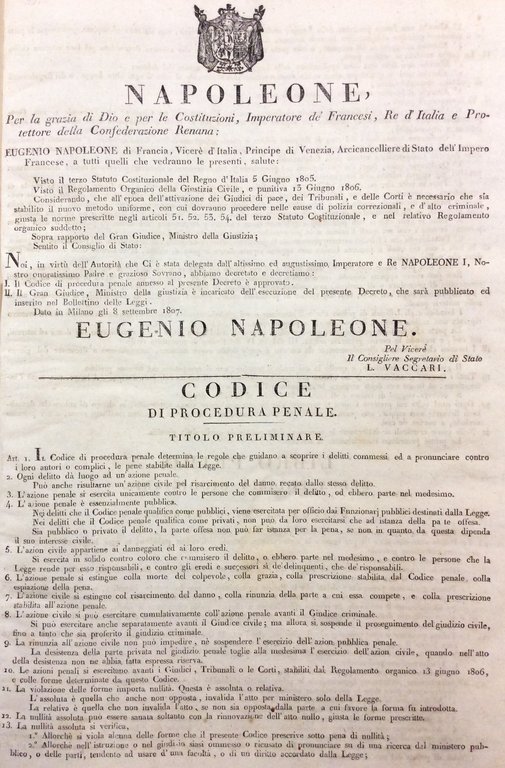 NAPOLEONE,
Per la grazia di Dio e per le Costituzioni, Imperatore de' Francesi, Re d'Italia e Pro-
tettore della Confederazione Renana:
EUGENIO NAPOLEONE di Francia, Vicerè d'Italia, Principe di Venezia, Arcicancelliere di Stato dell'Impero
Francese, a tutti quelli che vedranno le presenti, salute:
Visto il terzo Statuto Costituzionale del Regno d'Italia 5 Giugno 1805.
Visto il Regolamento Organico della Giustizia Civile, e punitiva 13 Giugno 1806.
Considerando, che all'epoca dell'attivazione dei Giudici di pace, dei Tribunali, e delle Corti è necessario che sia
stabilito il nuovo metodo uniforme, con cui dovranno procedere nelle cause di polizia correzionali, e d'alto criminale,
giusta le norme prescritte negli articoli 51. 52. 53. 54. del terzo Statuto Costituzionale, e nel relativo Regolamento
organico suddetto;
Sopra rapporto del Gran Giudice, Ministro della Giustizia;
Sentito il Consiglio di Stato:
Noi, in virtù dell'Autorità che Ci è stata delegata dall'altissimo ed augustissimo Imperatore e Re NAPOLEONE I, No-
stro onoratissimo Padre e grazioso Sovrano, abbiamo decretato e decretiamo:
I. Il Codice di procedura penale annesso al presente Decreto è approvato.
II. Il Gran Giudice, Ministro della giustizia è incaricato dell'esecuzione del presente Decreto, che sarà pubblicato ed
inserito nel Bollettino delle Leggi.
Dato in Milano gli 8 settembre 1807.
EUGENIO NAPOLEONE.
Pel Vicerè
Il Consigliere Segretario di Stato
L. VACCARI.
CODICE
DI PROCEDURA PENALE.
TITOLO PRELIMINARE.
Art. 1. Il Codice di procedura penale determina le regole che guidano a scoprire i delitti commessi ed a pronunciare contro
i loro autori o complici, le pene stabilite dalla Legge.
2. Ogni delitto dà luogo ad un'azione penale.
Può anche risultarne un'azione civile pel risarcimento del danno recato dallo stesso delitto.
3. L'azione penale si esercita unicamente contro le persone che commisero il delitto, od ebbero parte nel medesimo.
4. L'azione penale è essenzialmente pubblica.
Nei delitti che il Codice penale qualifica come pubblici, viene esercitata per officio dai Funzionarj pubblici destinati dalla Legge.
Nei delitti che il Codice penale qualifica come privati, non può da loro esercitarsi che ad istanza della parte offesa.
Sia pubblico o privato il delitto, la parte offesa non può far istanza per la pena, se non in quanto da questa dipenda
il suo interesse civile.
5. L'azion civile appartiene ai danneggiati ed ai loro eredi.
Si esercita in solido contro coloro che commisero il delitto, o ebbero parte nel medesimo, e contro le persone che la
Legge rende per essi responsabili, e contro gli eredi e successori sì de' delinquenti, che de' responsabili.
6. L'azione penale si estingue colla morte del colpevole, colla grazia, colla prescrizione stabilita dal Codice penale, colla
espiazione della pena.
7. L'azione civile si estingue col risarcimento del danno, colla rinuncia della parte a cui essa compete, e colla prescrizione
stabilita all'azione penale.
8. L'azione civile si può esercitare cumulativamente coll'azione penale avanti il Giudice criminale.
Si può esercitare anche separatamente avanti il Giudice civile; ma allora si sospende il proseguimento del giudizio civile,
fino a tanto che sia proferito il giudizio criminale.
9. La rinunzia all'azione civile non può impedire, nè sospendere l'esercizio dell'azion pubblica penale.
La desistenza della parte privata nel giudizio penale toglie alla medesima l'esercizio dell'azion civile, quando nell'atto
della desistenza non ne abbia fatta espressa riserva.
10. Le azioni penali si esercitano avanti i Giudici, Tribunali o le Corti, stabiliti dal Regolamento organico 13 giugno 1806,
e colle forme determinate da questo Codice.
11. La violazione delle forme importa nullità. Questa è assoluta o relativa.
L'assoluta è quella che anche non opposta, invalida l'atto per ministero solo della Legge.
La relativa è quella che non invalida l'atto, se non sia opposta dalla parte a cui favore la forma fu introdotta.
12. La nullità assoluta può essere sanata soltanto con la rinnovazione dell'atto nullo, giusta le forme prescritte.
13. La nullità assoluta si verifica,
1.° Allorchè si viola alcuna delle forme che il presente Codice prescrive sotto pena di nullità;
2.° Allorchè nell'istruzione o nel giudizio siasi ommesso o ricusato di pronunciare su di una ricerca del ministero pub-
blico, o delle parti, tendente ad usare d'una facoltà, o di un diritto accordato dalla Legge;